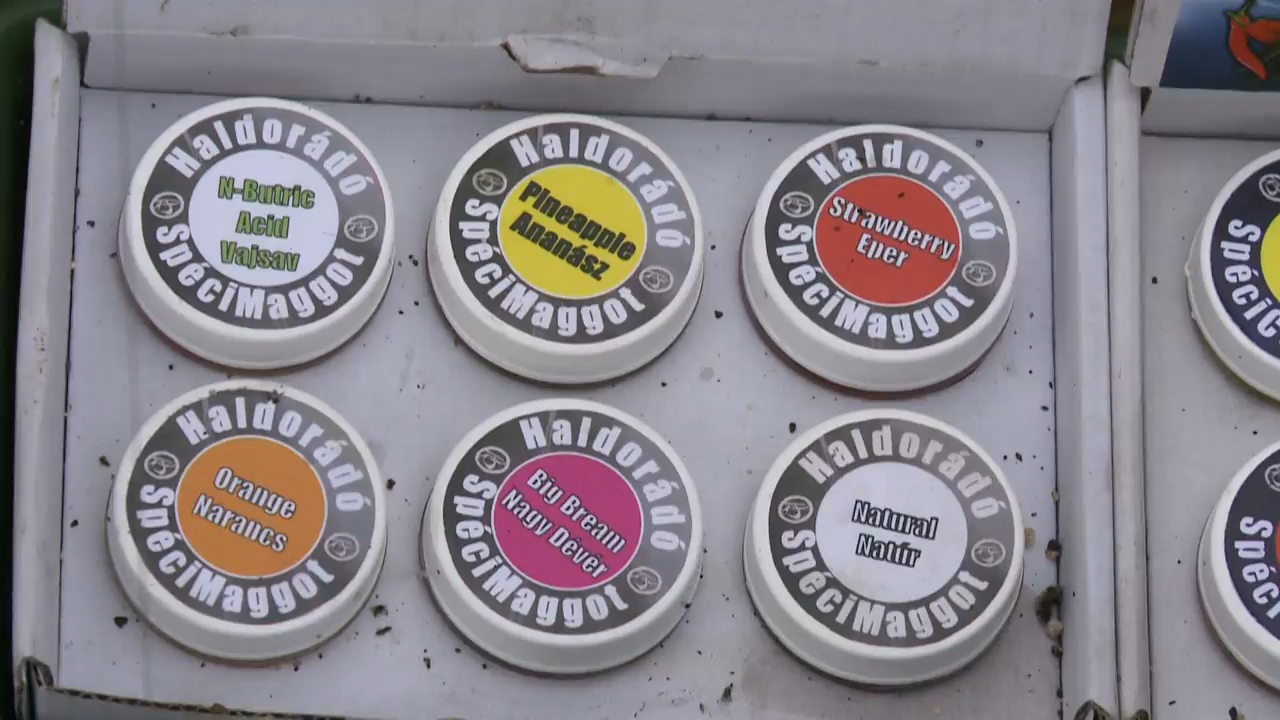 Haldorádó
N-Butric
Acid
Vajsav
SpéciMaggot
Haldorádó
Pineapple
Ananász
SpéciMaggot
Haldorádó
Strawberry
Eper
SpéciMaggot
Haldorádó
Orange
Narancs
SpéciMaggot
Haldorádó
Big Bream
Nagy Dévér
SpéciMaggot
Haldorádó
Natural
Natúr
SpéciMaggot